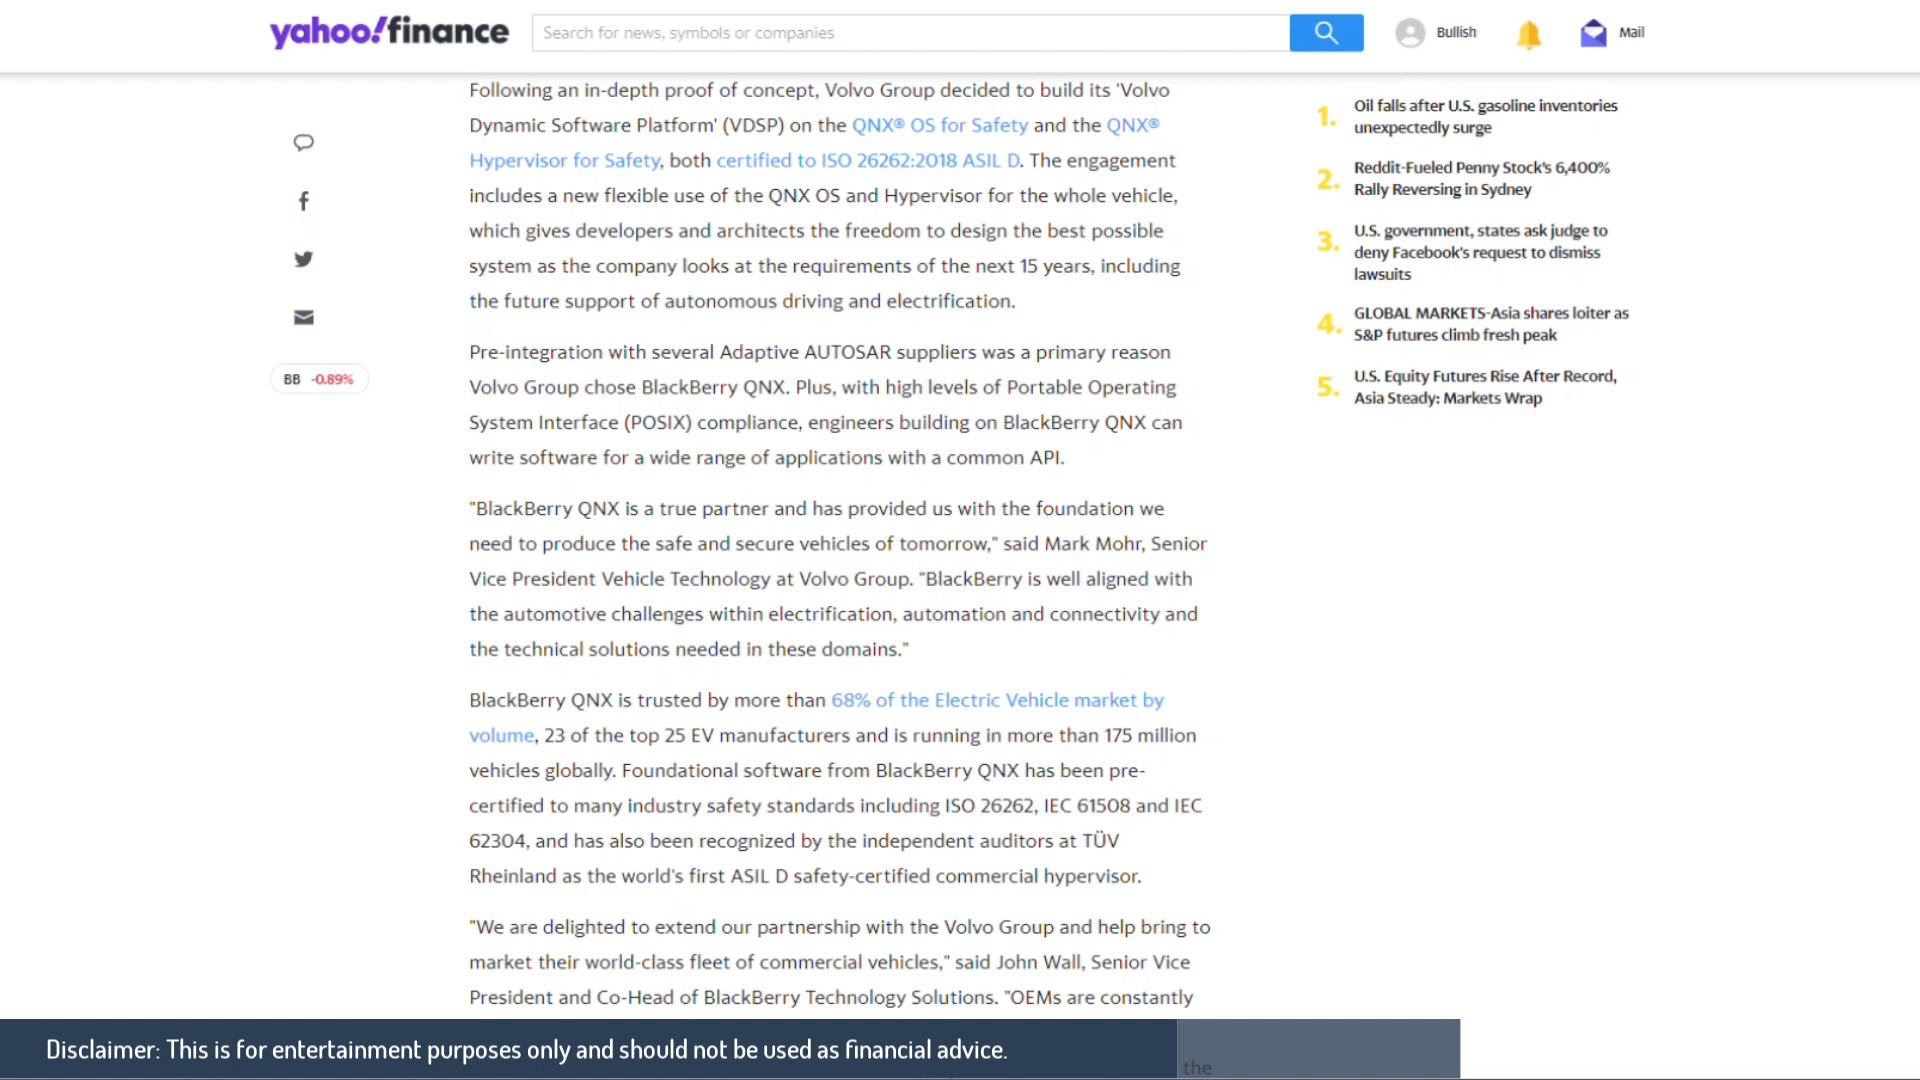 yahoo!finance
Search for news, symbols or companies
Bullish
Mail
Following an in-depth proof of concept, Volvo Group decided to build its 'Volvo
Dynamic Software Platform' (VDSP) on the QNX® OS for Safety and the QNX®
Hypervisor for Safety, both certified to ISO 26262:2018 ASIL D. The engagement
includes a new flexible use of the QNX OS and Hypervisor for the whole vehicle,
which gives developers and architects the freedom to design the best possible
system as the company looks at the requirements of the next 15 years, including
the future support of autonomous driving and electrification.
BB -0.89%
Pre-integration with several Adaptive AUTOSAR suppliers was a primary reason
Volvo Group chose BlackBerry QNX. Plus, with high levels of Portable Operating
System Interface (POSIX) compliance, engineers building on BlackBerry QNX can
write software for a wide range of applications with a common API.
"BlackBerry QNX is a true partner and has provided us with the foundation we
need to produce the safe and secure vehicles of tomorrow," said Mark Mohr, Senior
Vice President Vehicle Technology at Volvo Group. "BlackBerry is well aligned with
the automotive challenges within electrification, automation and connectivity and
the technical solutions needed in these domains."
BlackBerry QNX is trusted by more than 68% of the Electric Vehicle market by
volume, 23 of the top 25 EV manufacturers and is running in more than 175 million
vehicles globally. Foundational software from BlackBerry QNX has been pre-
certified to many industry safety standards including ISO 26262, IEC 61508 and IEC
62304, and has also been recognized by the independent auditors at TÜV
Rheinland as the world's first ASIL D safety-certified commercial hypervisor.
"We are delighted to extend our partnership with the Volvo Group and help bring to
market their world-class fleet of commercial vehicles," said John Wall, Senior Vice
President and Co-Head of BlackBerry Technology Solutions. "OEMs are constantly
the
1. Oil falls after U.S. gasoline inventories
unexpectedly surge
2. Reddit-Fueled Penny Stock's 6,400%
Rally Reversing in Sydney
3. U.S. government, states ask judge to
deny Facebook's request to dismiss
lawsuits
4. GLOBAL MARKETS-Asia shares loiter as
S&P futures climb fresh peak
5. U.S. Equity Futures Rise After Record,
Asia Steady: Markets Wrap
Disclaimer: This is for entertainment purposes only and should not be used as financial advice.